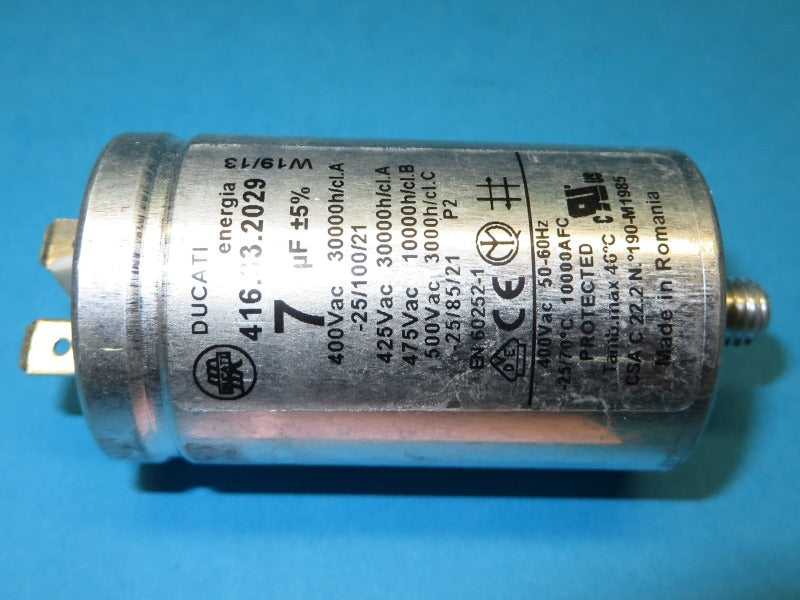 DUCATI
energia
416. 3.2029
W19/13
7 µF ±5%
400Vac 30000h/cl.A
-25/100/21
425Vac 30000h/cl.A
475Vac 10000h/cl.B
500Vac 3000h/cl.C
-25/85/21 P2
EN 60252-1
CE
DE
400Vac 50-60Hz
-25/70°C 10000AFC
PROTECTED
Tamb.max 46°C
CSA C 22.2 N.°190-M1985
Made in Romania